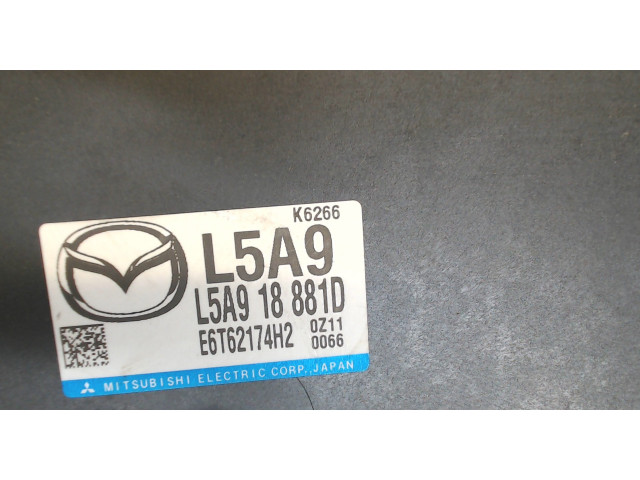 K6266
L5A9
L5A9 18 881D
E6T62174H2 0Z11
0066
MITSUBISHI ELECTRIC CORP. JAPAN